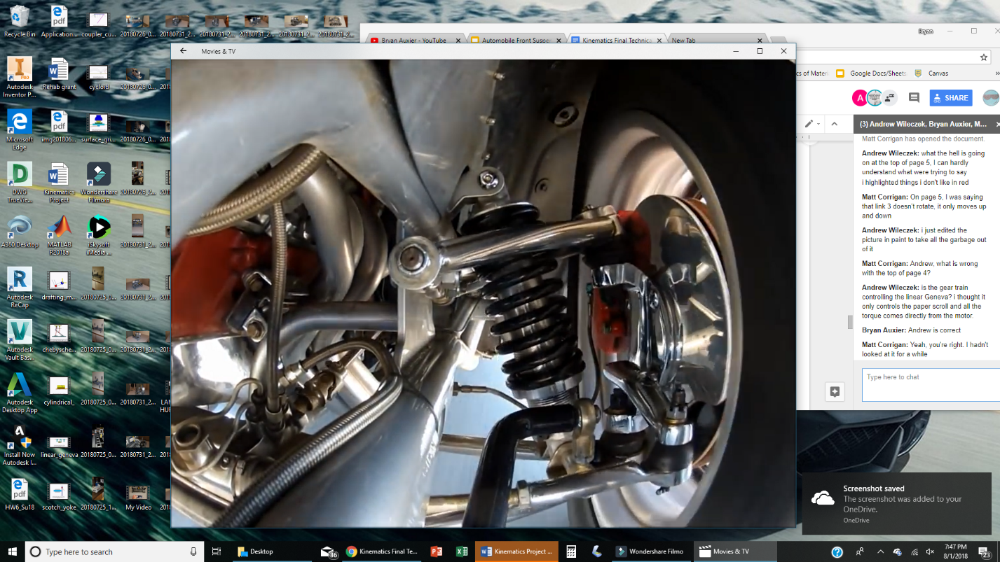 Recycle Bin
Application...
coupler_cu...
20180726_0...
20180731_2...
20180731_2...
20180731_2...
20180731_2...
20180731_2...
Autodesk
Inventor P...
Rehab grant
cycloid
20180726_0...
Microsoft
Edge
img201806...
surface_gri...
20180726_0...
DWG
TrueView...
Kinematics
Project
Wondershare
Filmora
20180726_2...
A360 Desktop
MATLAB
R2018a
iSkysoft
iMedia ...
20180731_2...
Autodesk
ReCap
drafting_m...
20180725_0...
20180731_2...
Autodesk
Vault Bas...
chebysche...
20180725_0...
20180731_2...
Autodesk
Desktop App
cylindrical_
20180725_0...
20180731_2...
Install Now
Autodesk I...
linear_geneva
20180725_0...
20180731_2...
HW6_Su18
scotch_yoke
20180725_1...
My Video
Bryan
Bryan Auxier - YouTube
Automobile Front Suspe
Kinematics Final Technica
New Tab
Movies & TV
cs of Materi
Google Docs/Sheets
Canvas
A
SHARE
(3) Andrew Wileczek, Bryan Auxier, M...
Matt Corrigan has opened the document.
Andrew Wileczek: what the hell is going
on at the top of page 5, I can hardly
understand what were trying to say
i highlighted things i don't like in red
Matt Corrigan: On page 5, I was saying
that link 3 doesn't rotate, it only moves up
and down
Andrew Wileczek: i just edited the
picture in paint to take all the garbage out
of it
Matt Corrigan: Andrew, what is wrong
with the top of page 4?
Andrew Wileczek: is the gear train
controlling the linear Geneva? i thought it
only controls the paper scroll and all the
torque comes directly from the motor.
Bryan Auxier: Andrew is correct
Matt Corrigan: Yeah, you're right. I hadn't
looked at it for a while
Type here to chat
Screenshot saved
The screenshot was added to your
OneDrive.
OneDrive
Type here to search
Desktop
36
Kinematics Final Te...
Kinematics Project ...
Wondershare Filmo
Movies & TV
7:47 PM
8/1/2018
23